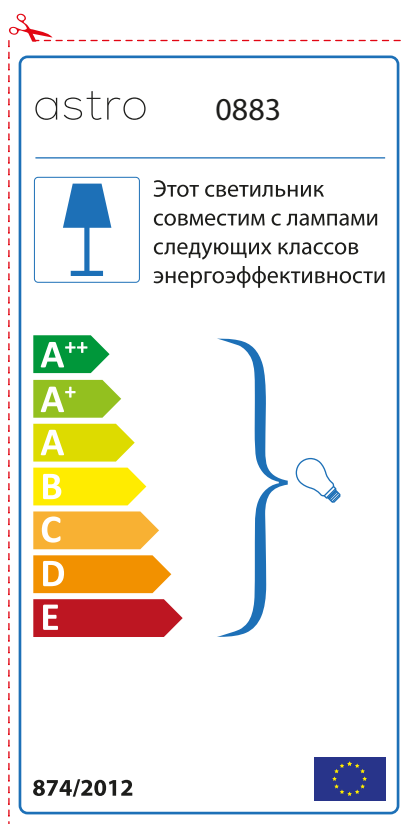 astro 0883
Этот светильник
совместим с лампами
следующих классов
энергоэффективности
A++
A+
A
B
C
D
E
874/2012